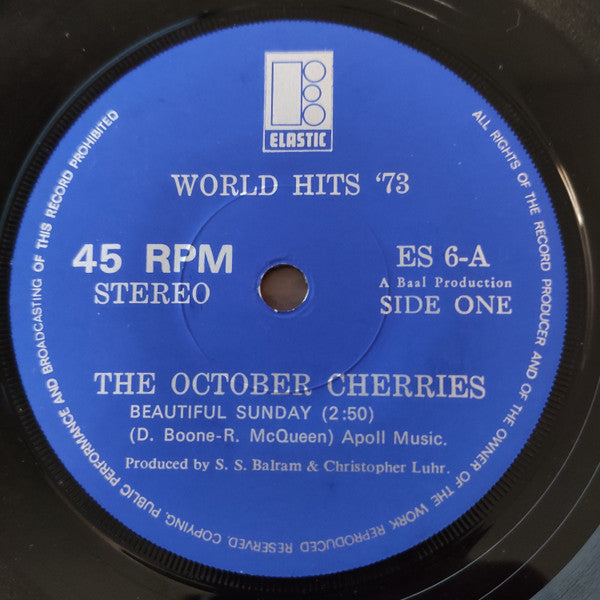 ELASTIC
WORLD HITS '73
45 RPM
STEREO
ES 6-A
A Baal Production
SIDE ONE
THE OCTOBER CHERRIES
BEAUTIFUL SUNDAY (2:50)
(D. Boone-R. McQueen) Apoll Music.
Produced by S. S. Balram & Christopher Luhr.
ALL RIGHTS OF THE RECORD PRODUCER AND OF THE OWNER OF THE WORK REPRODUCED RESERVED. COPYING, PUBLIC PERFORMANCE AND BROADCASTING OF THIS RECORD PROHIBITED